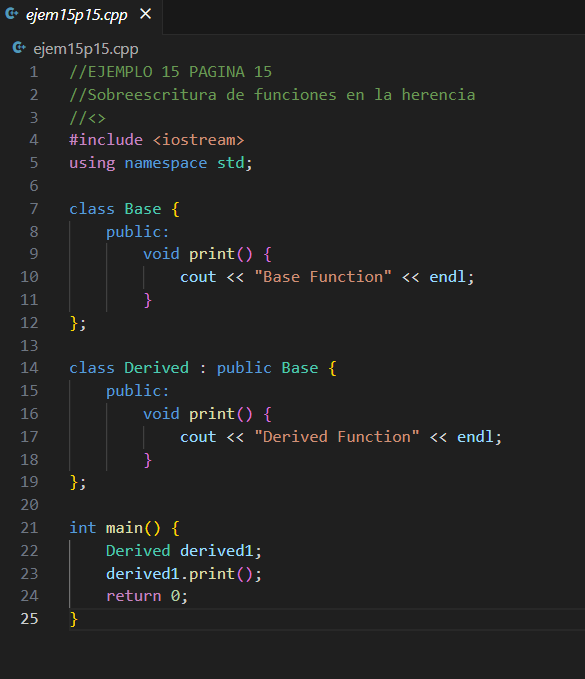 ejem15p15.cpp ×
ejem15p15.cpp
1 //EJEMPLO 15 PAGINA 15
2 //Sobreescritura de funciones en la herencia
3 //<>
4 #include <iostream>
5 using namespace std;
6
7 class Base {
8     public:
9         void print() {
10             cout << "Base Function" << endl;
11         }
12 };
13
14 class Derived : public Base {
15     public:
16         void print() {
17             cout << "Derived Function" << endl;
18         }
19 };
20
21 int main() {
22     Derived derived1;
23     derived1.print();
24     return 0;
25 }